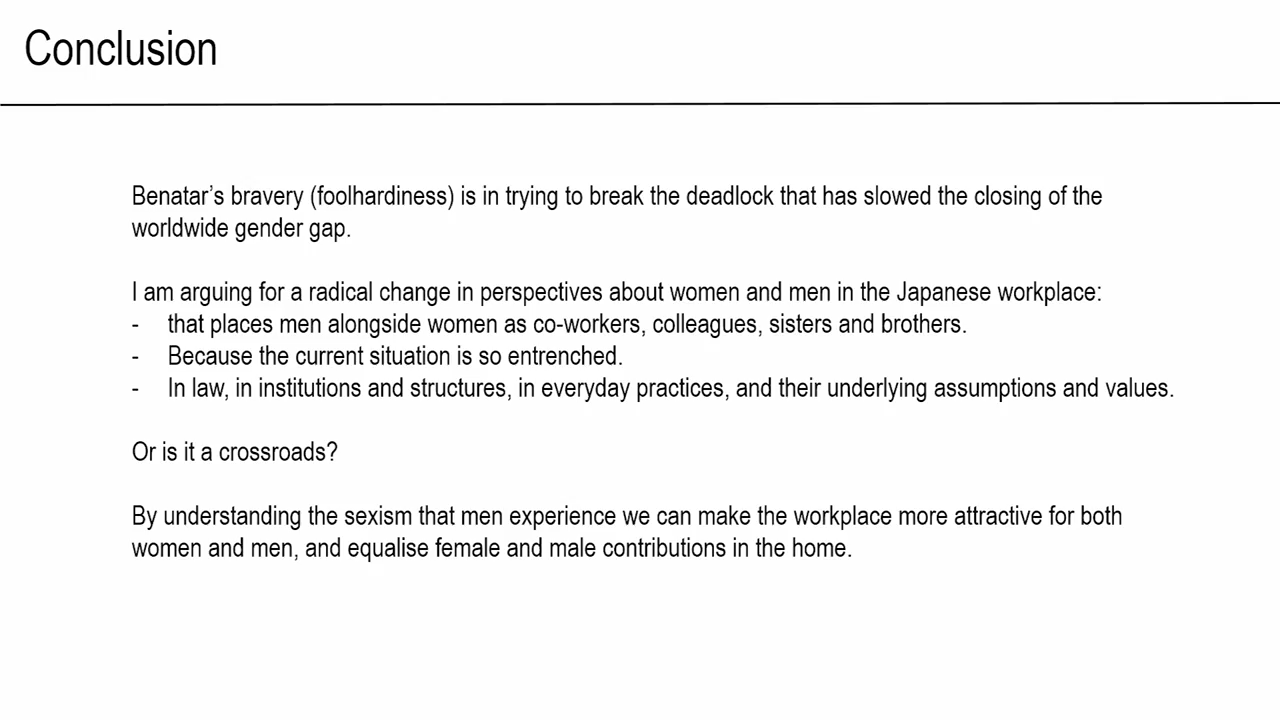 Conclusion
Benatar’s bravery (foolhardiness) is in trying to break the deadlock that has slowed the closing of the
worldwide gender gap.
I am arguing for a radical change in perspectives about women and men in the Japanese workplace:
- that places men alongside women as co-workers, colleagues, sisters and brothers.
- Because the current situation is so entrenched.
- In law, in institutions and structures, in everyday practices, and their underlying assumptions and values.
Or is it a crossroads?
By understanding the sexism that men experience we can make the workplace more attractive for both
women and men, and equalise female and male contributions in the home.